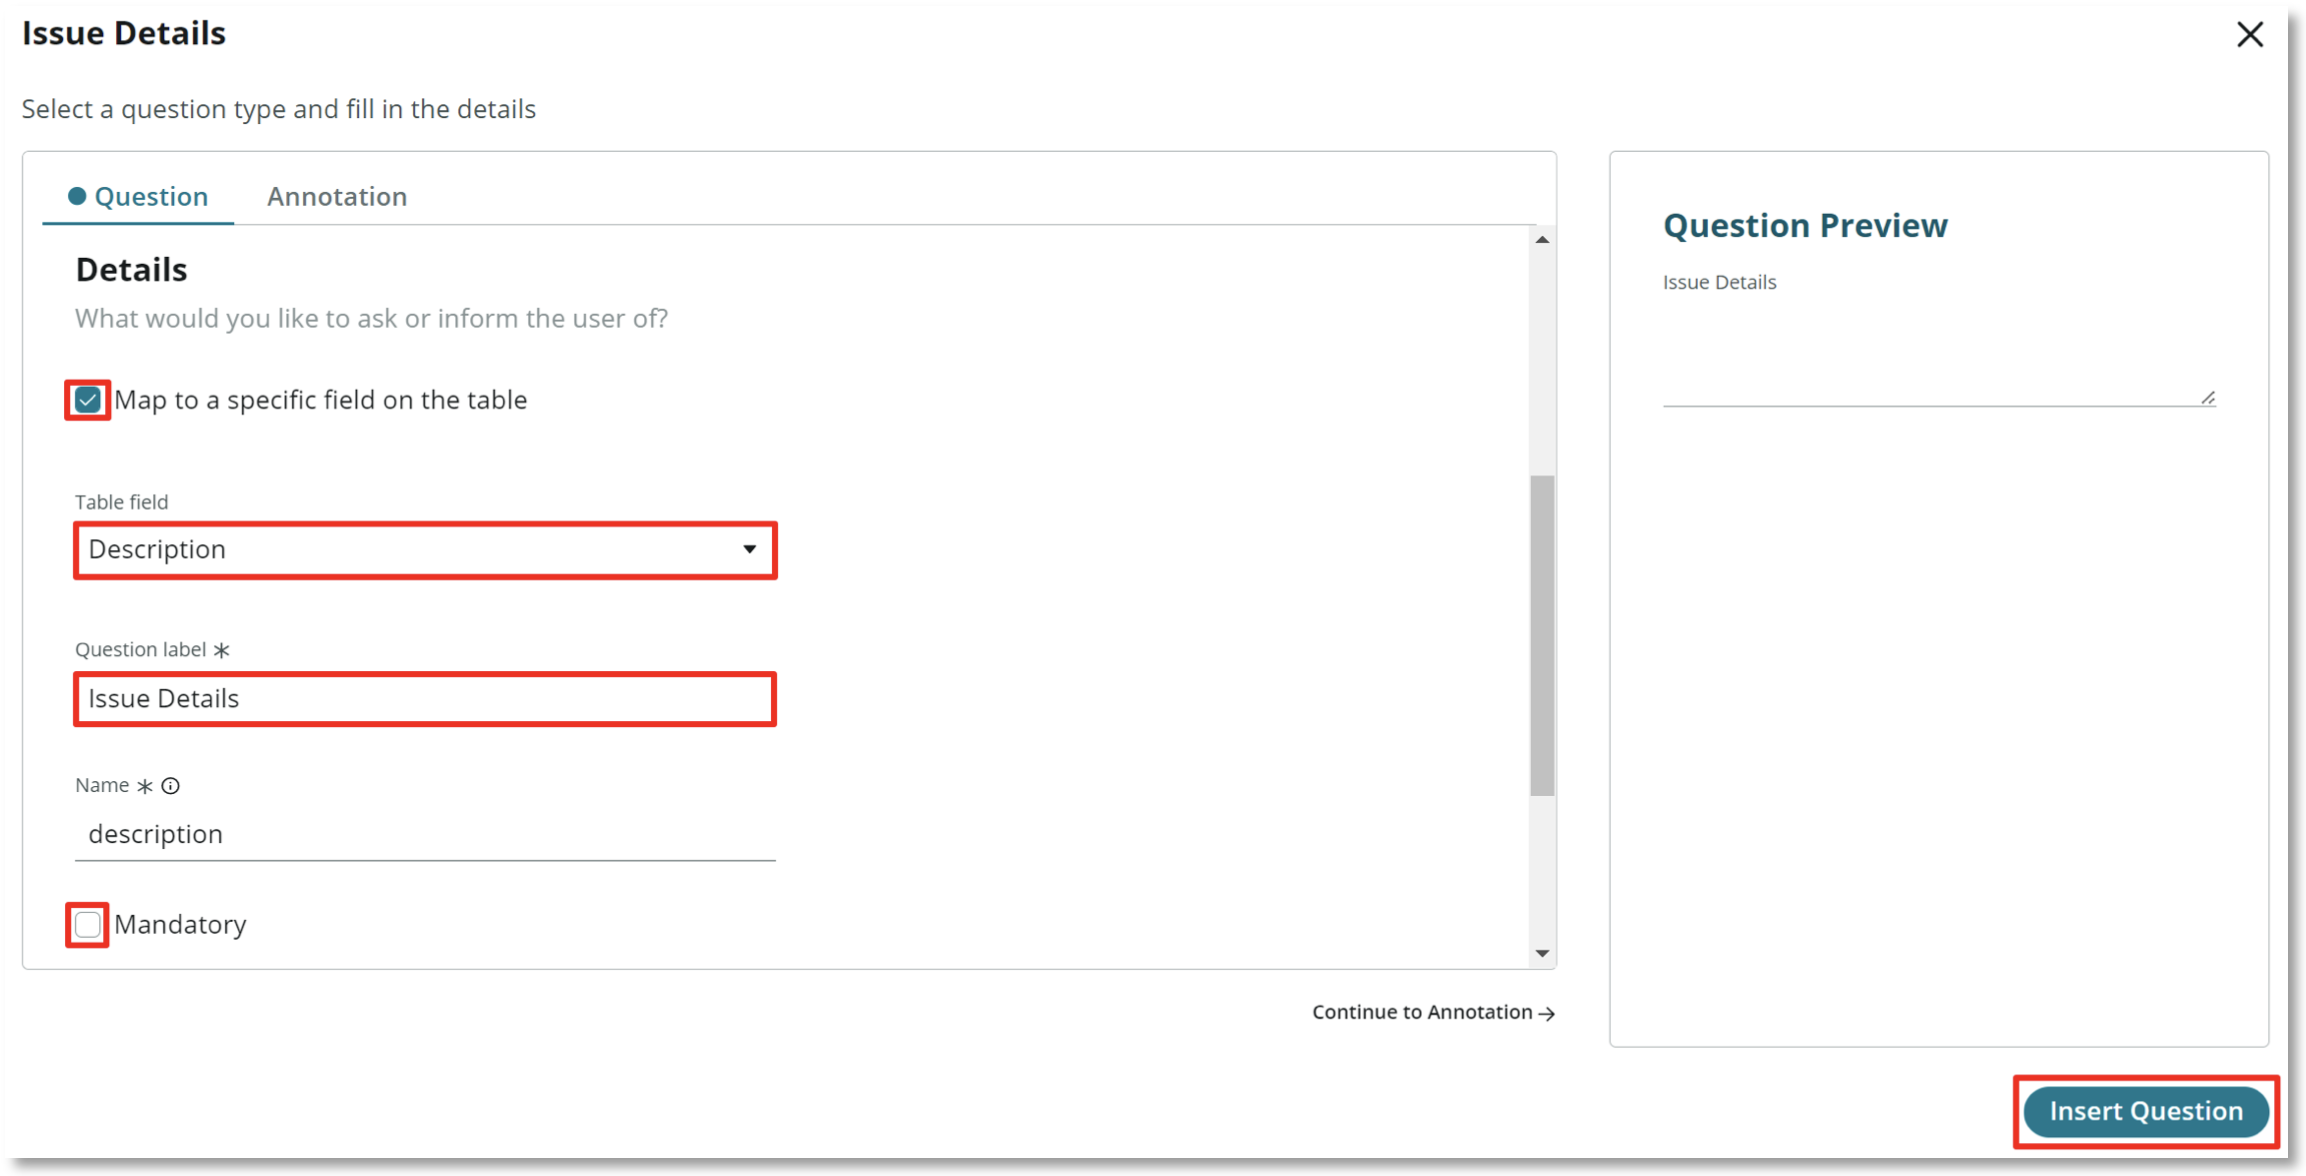 Issue Details
Select a question type and fill in the details
Question Annotation
Details
What would you like to ask or inform the user of?
Map to a specific field on the table
Table field
Description
Question label *
Issue Details
Name *
description
Mandatory
Continue to Annotation →
Question Preview
Issue Details
Insert Question